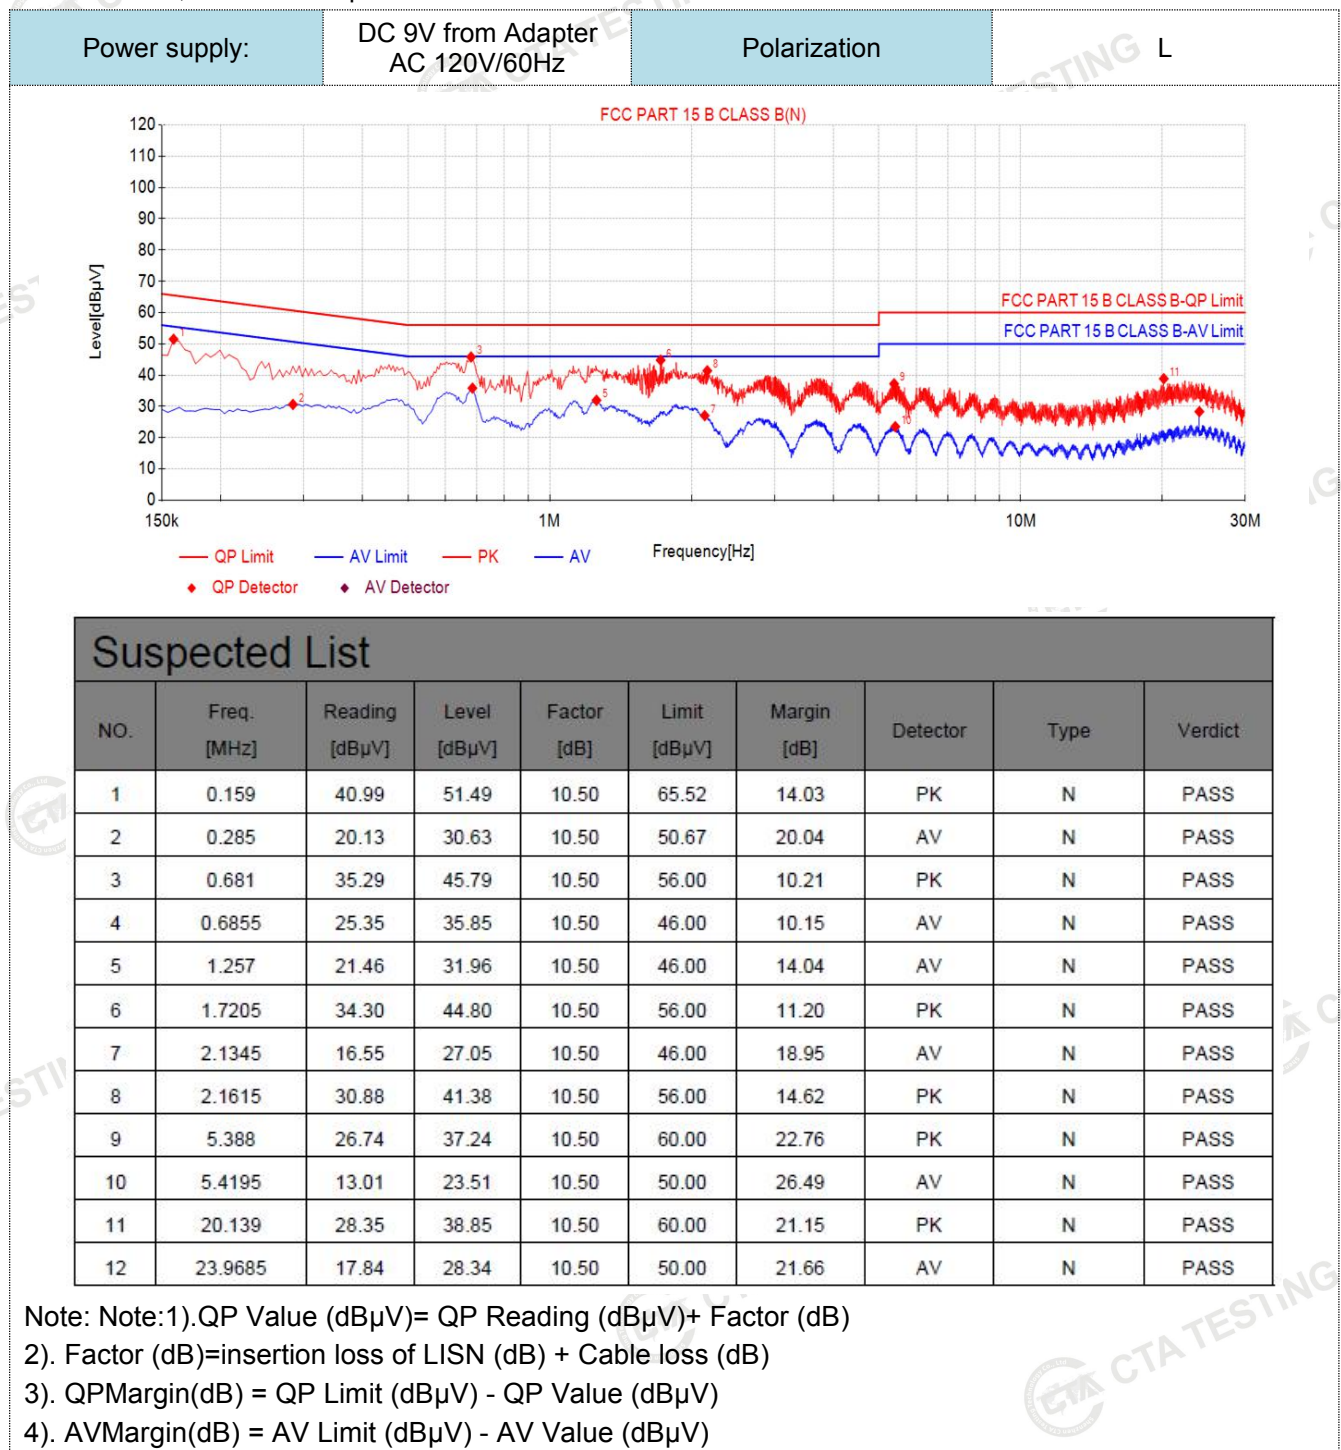 Power supply: DC 9V from Adapter AC 120V/60Hz Polarization L
FCC PART 15 B CLASS B(N)
120
110
100
90
80
70
60
50
40
30
20
10
0
Level[dBµV]
FCC PART 15 B CLASS B-QP Limit
FCC PART 15 B CLASS B-AV Limit
1
2
3
5
6
7
8
9
10
11
150k 1M 10M 30M
Frequency[Hz]
QP Limit AV Limit PK AV
QP Detector AV Detector
Suspected List
NO. Freq. [MHz] Reading [dBµV] Level [dBµV] Factor [dB] Limit [dBµV] Margin [dB] Detector Type Verdict
1 0.159 40.99 51.49 10.50 65.52 14.03 PK N PASS
2 0.285 20.13 30.63 10.50 50.67 20.04 AV N PASS
3 0.681 35.29 45.79 10.50 56.00 10.21 PK N PASS
4 0.6855 25.35 35.85 10.50 46.00 10.15 AV N PASS
5 1.257 21.46 31.96 10.50 46.00 14.04 AV N PASS
6 1.7205 34.30 44.80 10.50 56.00 11.20 PK N PASS
7 2.1345 16.55 27.05 10.50 46.00 18.95 AV N PASS
8 2.1615 30.88 41.38 10.50 56.00 14.62 PK N PASS
9 5.388 26.74 37.24 10.50 60.00 22.76 PK N PASS
10 5.4195 13.01 23.51 10.50 50.00 26.49 AV N PASS
11 20.139 28.35 38.85 10.50 60.00 21.15 PK N PASS
12 23.9685 17.84 28.34 10.50 50.00 21.66 AV N PASS
Note: Note:1).QP Value (dBµV)= QP Reading (dBµV)+ Factor (dB)
2). Factor (dB)=insertion loss of LISN (dB) + Cable loss (dB)
3). QPMargin(dB) = QP Limit (dBµV) - QP Value (dBµV)
4). AVMargin(dB) = AV Limit (dBµV) - AV Value (dBµV)
CTA TESTING